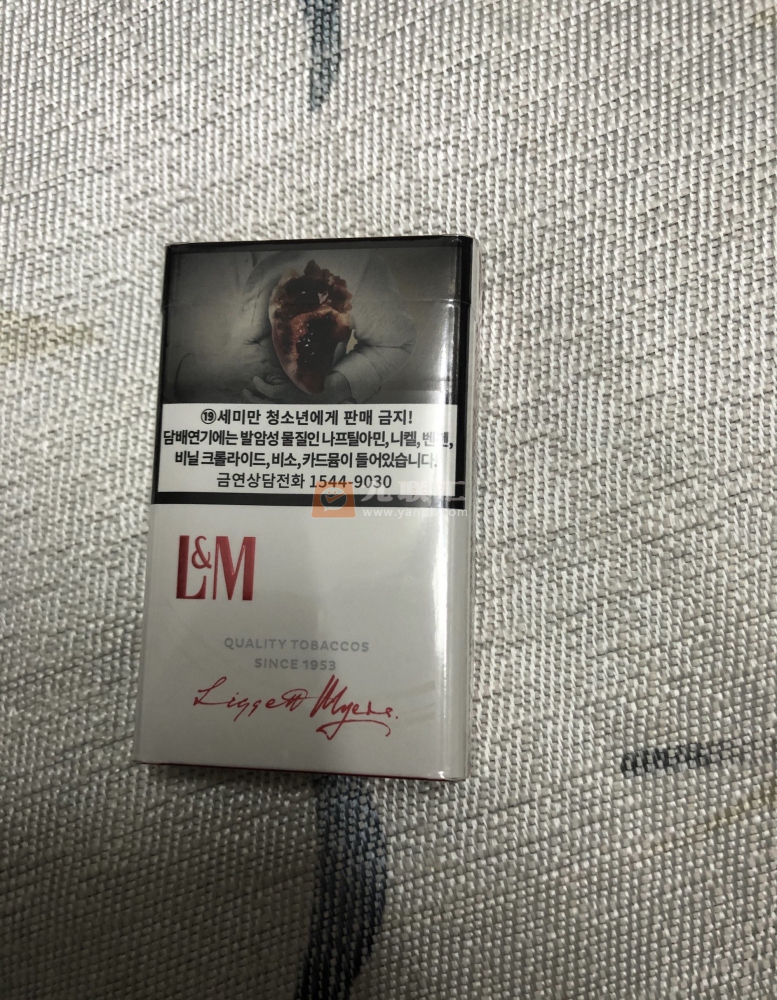 ⑲세미만 청소년에게 판매 금지!
담배연기에는 발암성 물질인 나프틸아민, 니켈, 벤젠,
비닐 크롤라이드, 비소, 카드뮴이 들어있습니다.
금연상담전화 1544-9030
www.yanpi.com
L&M
QUALITY TOBACCOS
SINCE 1953
Liggett Myers.